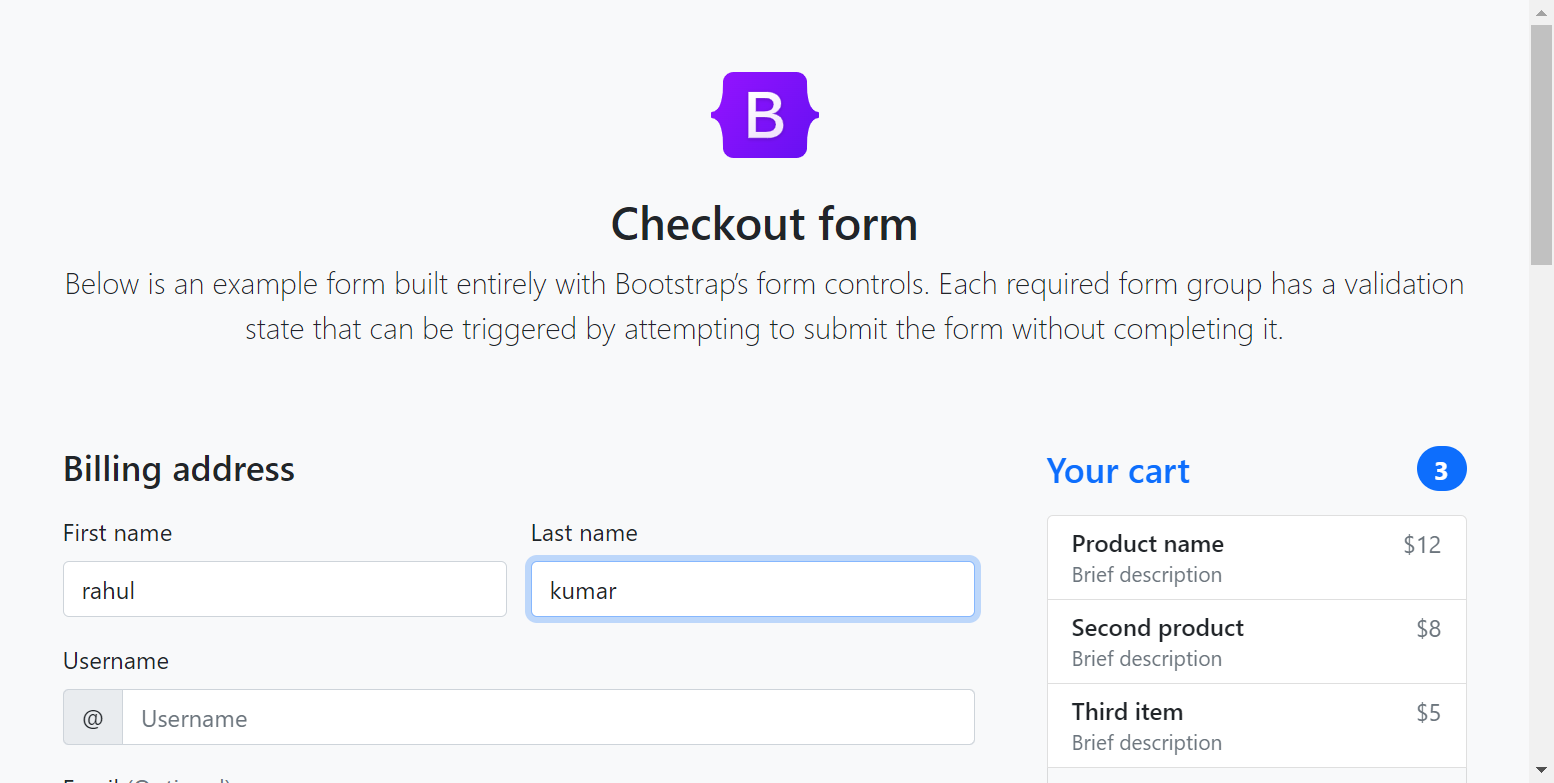 B
Checkout form
Below is an example form built entirely with Bootstrap’s form controls. Each required form group has a validation
state that can be triggered by attempting to submit the form without completing it.
Billing address
First name Last name
rahul kumar
Username
@ Username
Email (Optional)
Your cart 3
Product name $12
Brief description
Second product $8
Brief description
Third item $5
Brief description